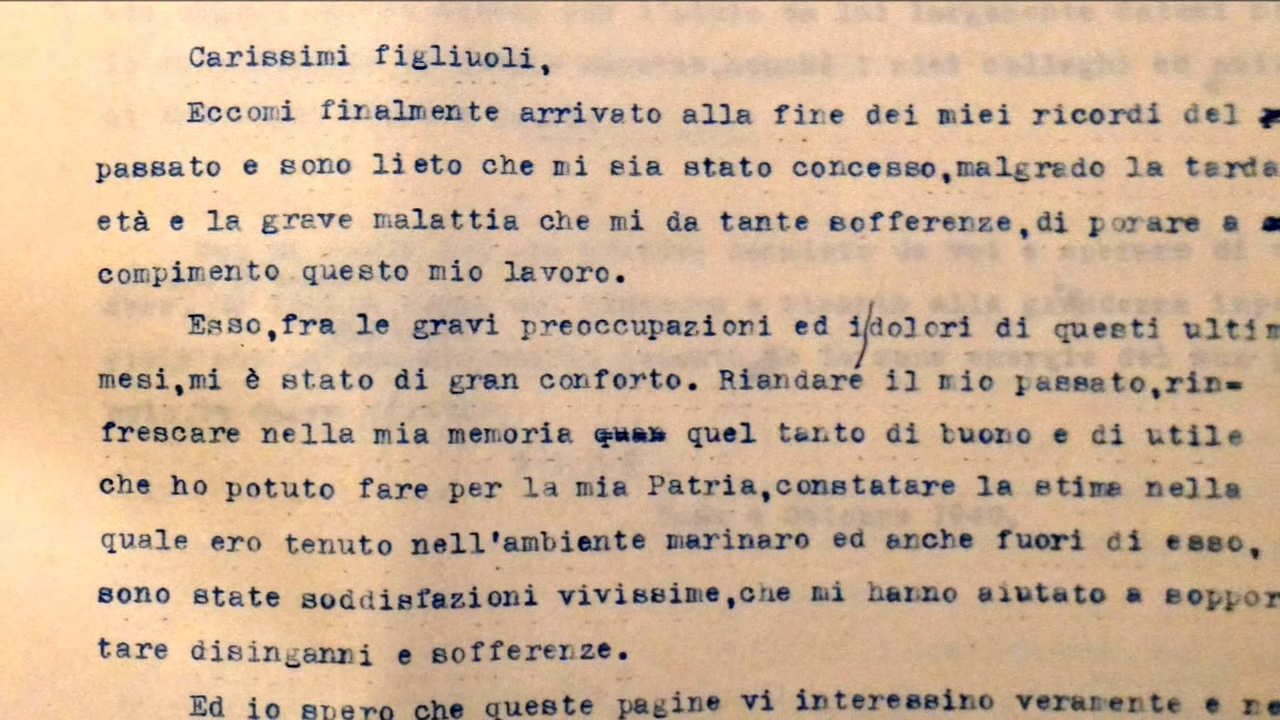 Carissimi figliuoli,
Eccomi finalmente arrivato alla fine dei miei ricordi del
passato e sono lieto che mi sia stato concesso,malgrado la tarda
età e la grave malattia che mi da tante sofferenze,di porare a
compimento questo mio lavoro.
Esso,fra le gravi preoccupazioni ed i/dolori di questi ultim
mesi,mi è stato di gran conforto. Riandare il mio passato,rin=
frescare nella mia memoria quan quel tanto di buono e di utile
che ho potuto fare per la mia Patria,constatare la stima nella
quale ero tenuto nell'ambiente marinaro ed anche fuori di esso,
sono state soddisfazioni vivissime,che mi hanno aiutato a soppor
tare disinganni e sofferenze.
Ed io spero che queste pagine vi interessino veramente e ne